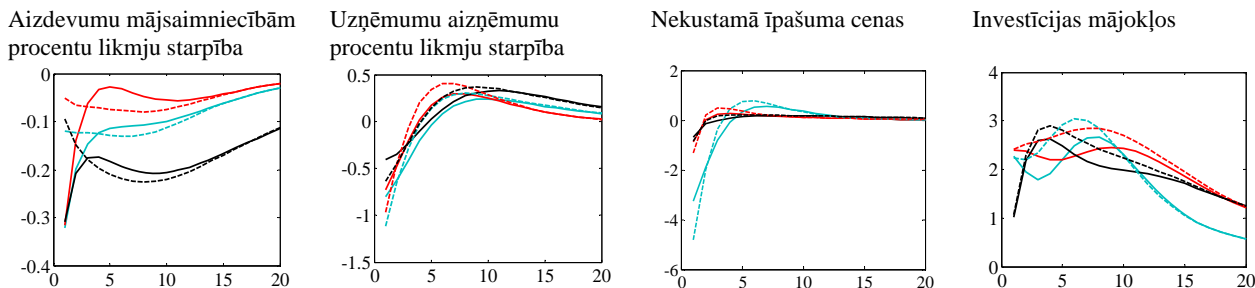 Aizdevumu mājsaimniecībām
procentu likmju starpība
Uzņēmumu aizņēmumu
procentu likmju starpība
Nekustamā īpašuma cenas
Investīcijas mājokļos
0
-0.1
-0.2
-0.3
-0.4
0 5 10 15 20
0.5
0
-0.5
-1
-1.5
0 5 10 15 20
2
0
-2
-4
-6
0 5 10 15 20
4
3
2
1
0
0 5 10 15 20